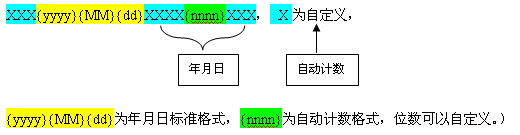 XXX{yyyy}{MM}{dd}XXXX{nnnn}XXX， X为自定义，
年月日 自动计数
{yyyy}{MM}{dd}为年月日标准格式，{nnnn}为自动计数格式，位数可以自定义。）